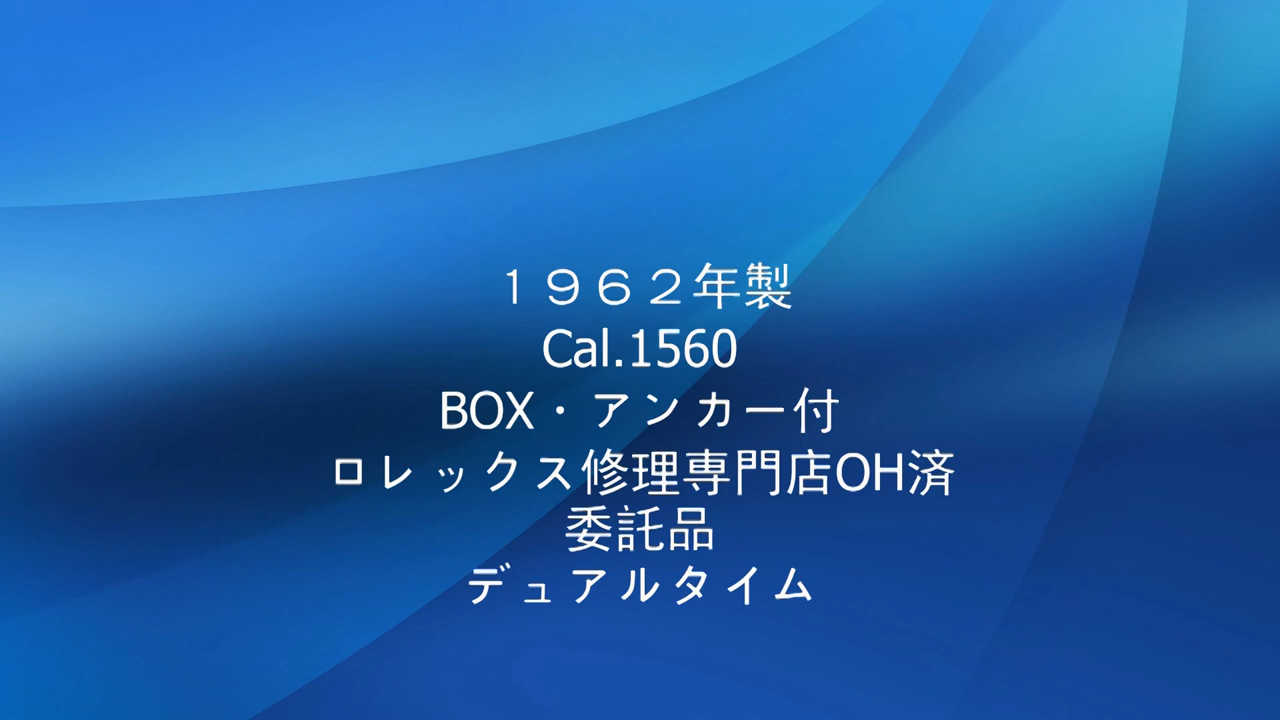 １９６２年製
Cal.1560
BOX・アンカー付
ロレックス修理専門店OH済
委託品
デュアルタイム